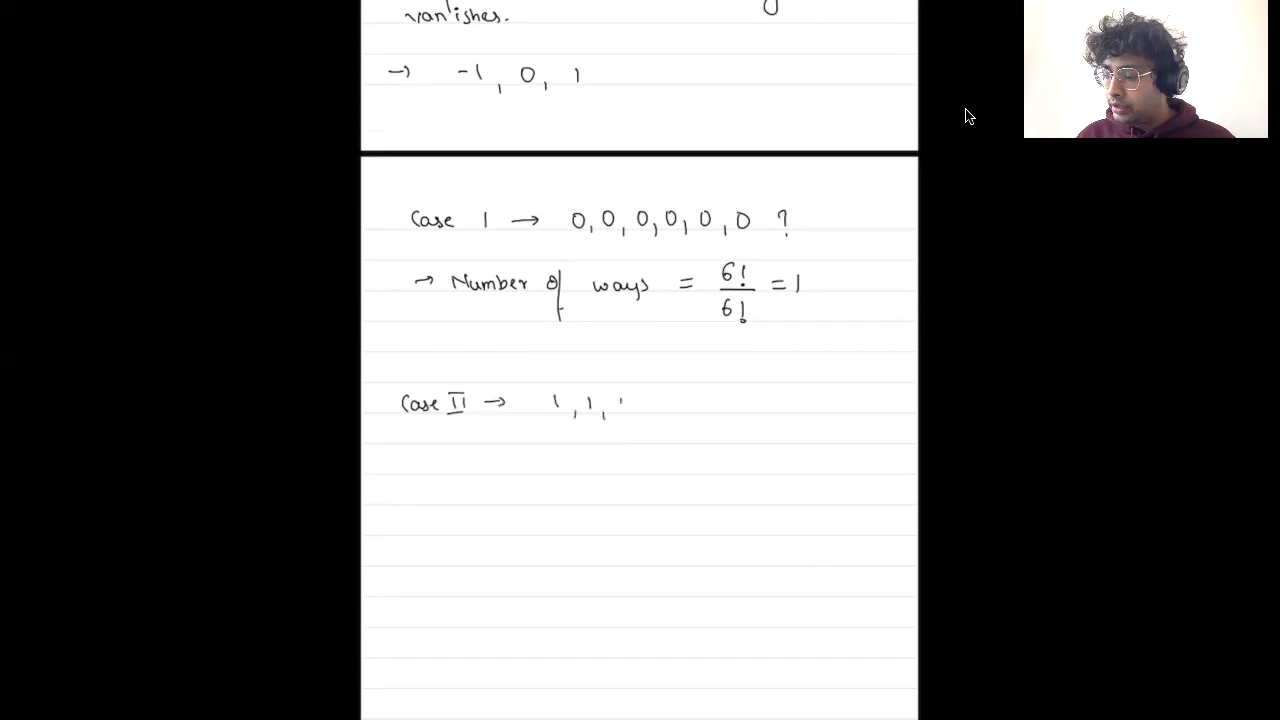 vanishes.
→ -1, 0, 1
Case 1 → 0, 0, 0, 0, 0, 0 ?
→ Number of ways = 6!/6! = 1
Case II → 1, 1,